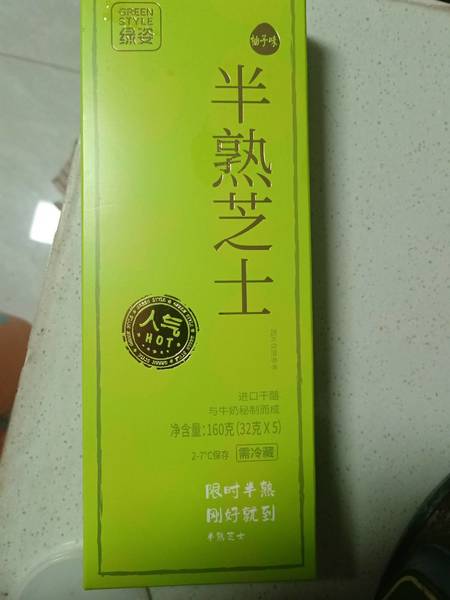 GREEN
STYLE
绿姿
柚子味
半熟芝士
人气
HOT
进口干酪
与牛奶秘制而成
净含量:160克(32克X5)
2-7°C保存 需冷藏
限时半熟
刚好就到
半熟芝士